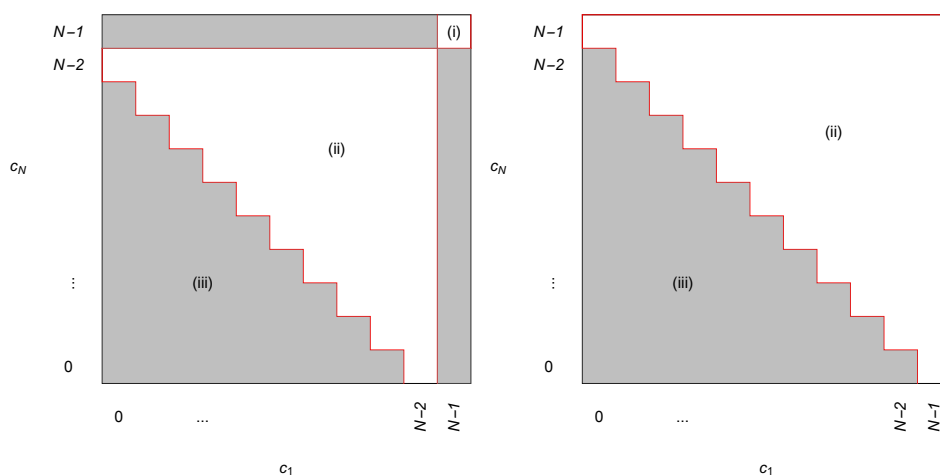 N−1
(i)
N−2
(ii)
c_N
(iii)
⋮
0
0
...
N−2
N−1
c_1
N−1
N−2
(ii)
c_N
(iii)
⋮
0
0
...
N−2
N−1
c_1